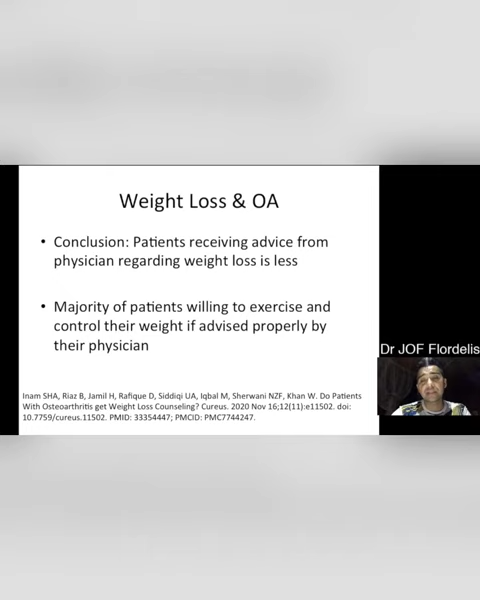 Weight Loss & OA
• Conclusion: Patients receiving advice from
physician regarding weight loss is less
• Majority of patients willing to exercise and
control their weight if advised properly by
their physician
Dr JOF Flordelis
Inam SHA, Riaz B, Jamil H, Rafique D, Siddiqi UA, Iqbal M, Sherwani NZF, Khan W. Do Patients
With Osteoarthritis get Weight Loss Counseling? Cureus. 2020 Nov 16;12(11):e11502. doi:
10.7759/cureus.11502. PMID: 33354447; PMCID: PMC7744247.